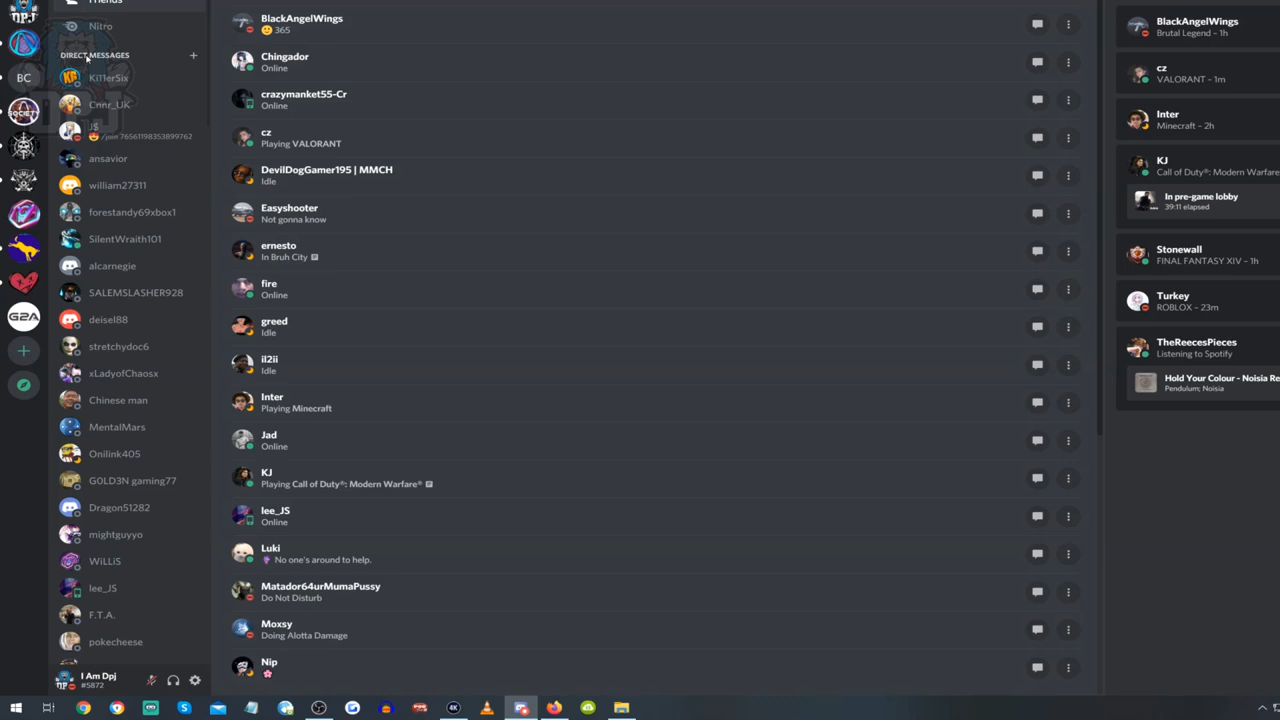 Friends
Nitro
DIRECT MESSAGES +
Ki11erSix
Cnnr_UK
J$
/join 76561198353899762
ansavior
william27311
forestandy69xbox1
SilentWraith101
alcarnegie
SALEMSLASHER928
deisel88
stretchydoc6
xLadyofChaosx
Chinese man
MentalMars
Onilink405
G0LD3N gaming77
Dragon51282
mightguyyo
WiLLiS
lee_JS
F.T.A.
pokecheese
I Am Dpj
#5872
DPJ
BC
SOCIETY
G2A
BlackAngelWings
365
Chingador
Online
crazymanket55-Cr
Online
cz
Playing VALORANT
DevilDogGamer195 | MMCH
Idle
Easyshooter
Not gonna know
ernesto
In Bruh City
fire
Online
greed
Idle
il2ii
Idle
Inter
Playing Minecraft
Jad
Online
KJ
Playing Call of Duty®: Modern Warfare®
lee_JS
Online
Luki
No one's around to help.
Matador64urMumaPussy
Do Not Disturb
Moxsy
Doing Alotta Damage
Nip
BlackAngelWings
Brutal Legend - 1h
cz
VALORANT - 1m
Inter
Minecraft - 2h
KJ
Call of Duty®: Modern Warfare
In pre-game lobby
39:11 elapsed
Stonewall
FINAL FANTASY XIV - 1h
Turkey
ROBLOX - 23m
TheReecesPieces
Listening to Spotify
Hold Your Colour - Noisia Re
Pendulum; Noisia
4K